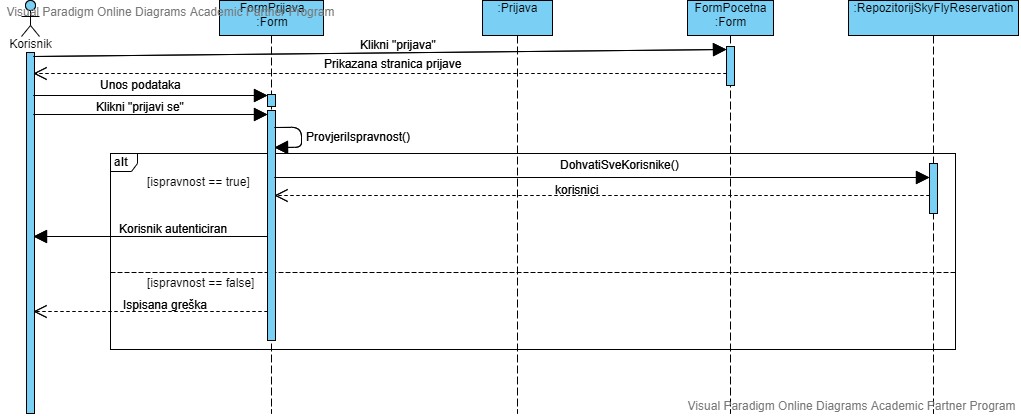 Visual Paradigm Online Diagrams Academic Partner Program
FormPrijava
:Form
:Prijava
FormPocetna
:Form
:RepozitorijSkyFlyReservation
Korisnik
Klikni "prijava"
Prikazana stranica prijave
Unos podataka
Klikni "prijavi se"
ProvjeriIspravnost()
alt
DohvatiSveKorisnike()
[ispravnost == true]
korisnici
Korisnik autenticiran
[ispravnost == false]
Ispisana greška
Visual Paradigm Online Diagrams Academic Partner Program